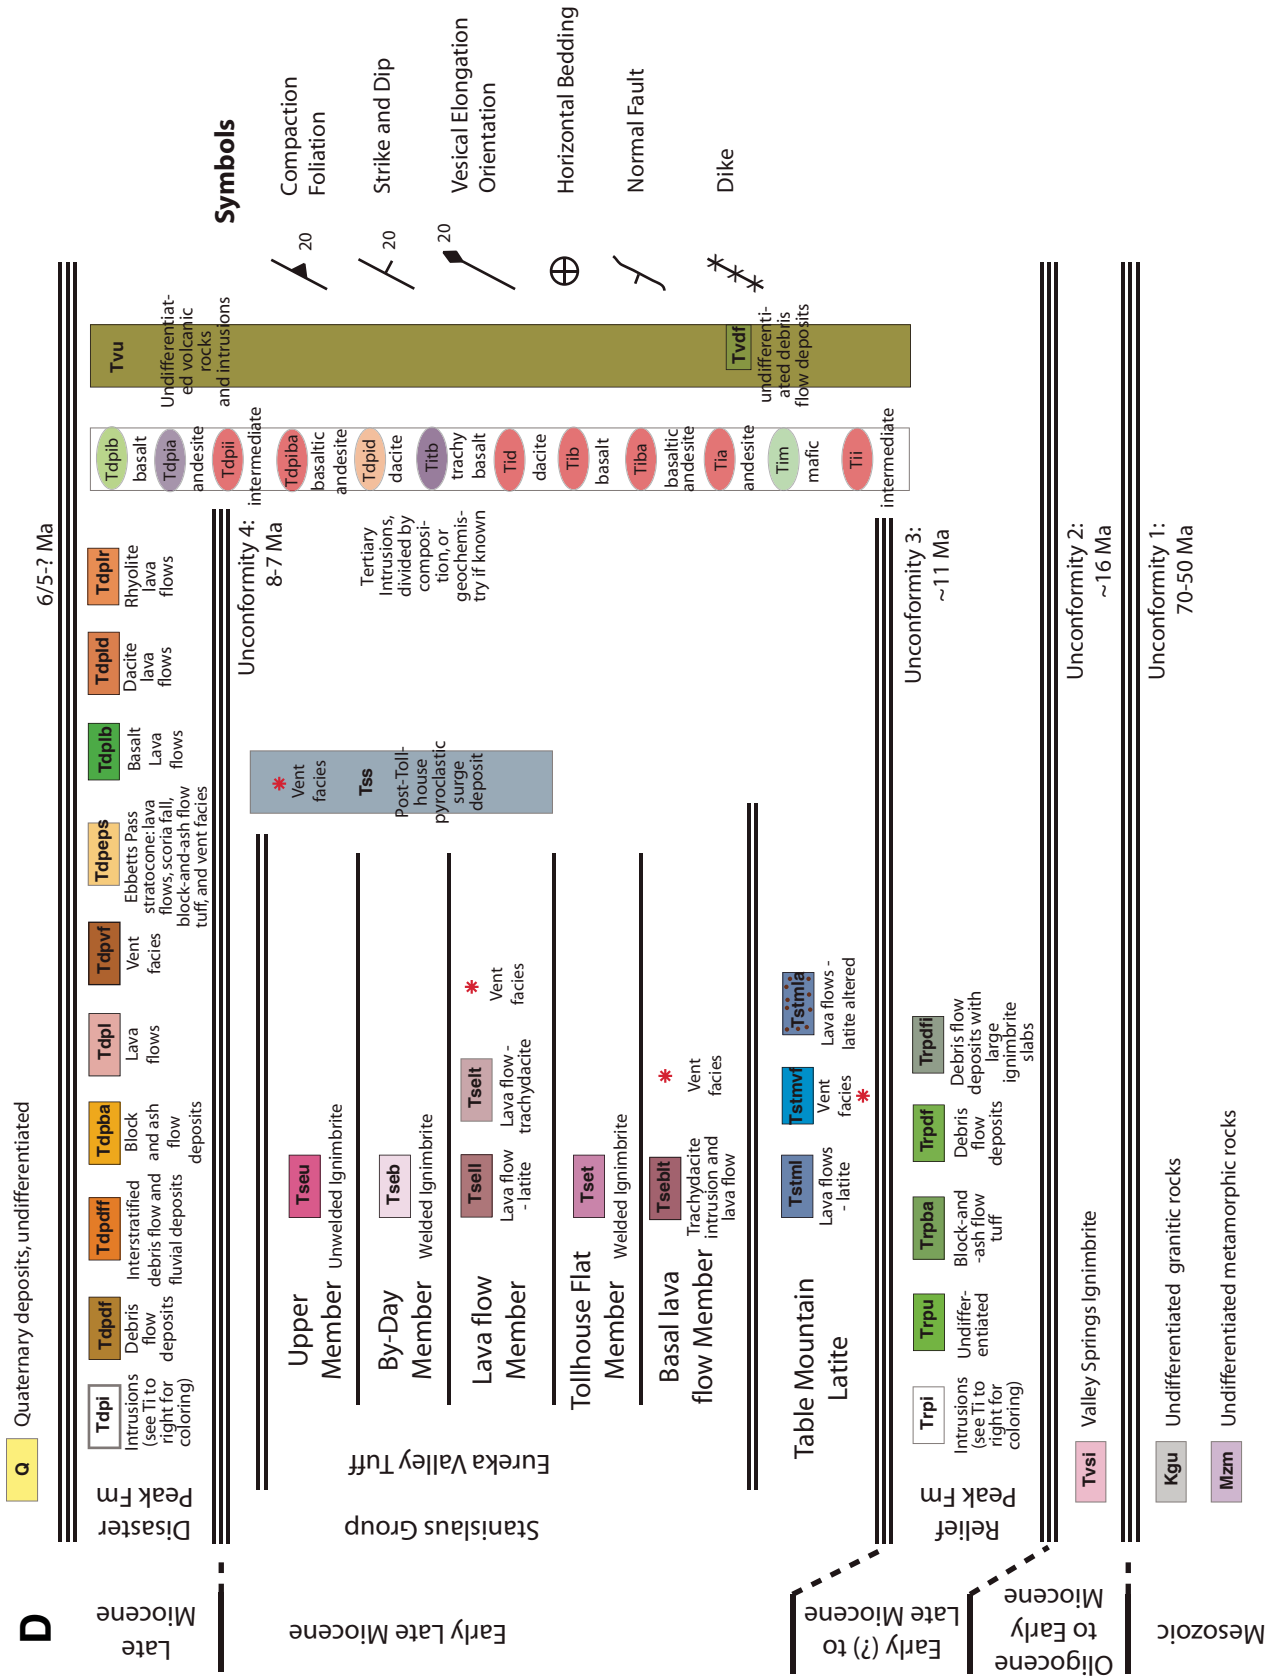 D
Q
Quaternary deposits, undifferentiated
6/5-? Ma
Late
Miocene
Disaster
Peak Fm
Tdpi
Intrusions
(see Ti to
right for
coloring)
Tdpdf
Debris
flow
deposits
Tdpdff
Interstratified
debris flow and
fluvial deposits
Tdpba
Block
and ash
flow
deposits
Tdpl
Lava
flows
Tdpvf
Vent
facies
Tdpeps
Ebbetts Pass
stratocone: lava
flows, scoria fall,
block-and-ash flow
tuff, and vent facies
Tdplb
Basalt
Lava
flows
Tdpld
Dacite
lava
flows
Tdplr
Rhyolite
lava
flows
Unconformity 4:
8-7 Ma
Early Late Miocene
Stanislaus Group
Eureka Valley Tuff
Upper
Member
Tseu
Unwelded Ignimbrite
By-Day
Member
Tseb
Welded Ignimbrite
Lava flow
Member
Tsell
Lava flow
- latite
Tselt
Lava flow -
trachydacite
Vent
facies
Tollhouse Flat
Member
Tset
Welded Ignimbrite
Basal lava
flow Member
Tseblt
Trachydacite
intrusion and
lava flow
Vent
facies
Vent
facies
Tss
Post-Toll-
house
pyroclastic
surge
deposit
Table Mountain
Latite
Tstml
Lava flows
- latite
Tstmvf
Vent
facies
Tstmla
Lava flows -
latite altered
Unconformity 3:
~11 Ma
Early (?) to
Late Miocene
Relief
Peak Fm
Trpi
Intrusions
(see Ti to
right for
coloring)
Trpu
Undiffer-
entiated
Trpba
Block-and
-ash flow
tuff
Trpdf
Debris
flow
deposits
Trpdfi
Debris flow
deposits with
large
ignimbrite
slabs
Unconformity 2:
~16 Ma
Oligocene
to Early
Miocene
Tvsi
Valley Springs Ignimbrite
Unconformity 1:
70-50 Ma
Mesozoic
Kgu
Undifferentiated granitic rocks
Mzm
Undifferentiated metamorphic rocks
Tertiary
Intrusions,
divided by
composi-
tion, or
geochemis-
try if known
Tdpib
basalt
Tdpia
andesite
Tdpii
intermediate
Tdpiba
basaltic
andesite
Tdpid
dacite
Titb
trachy
basalt
Tid
dacite
Tib
basalt
Tiba
basaltic
andesite
Tia
andesite
Tim
mafic
Tii
intermediate
Tvu
Undifferentiat-
ed volcanic
rocks
and intrusions
Tvdf
undifferenti-
ated debris
flow deposits
Symbols
20
Compaction
Foliation
20
Strike and Dip
20
Vesical Elongation
Orientation
Horizontal Bedding
Normal Fault
Dike